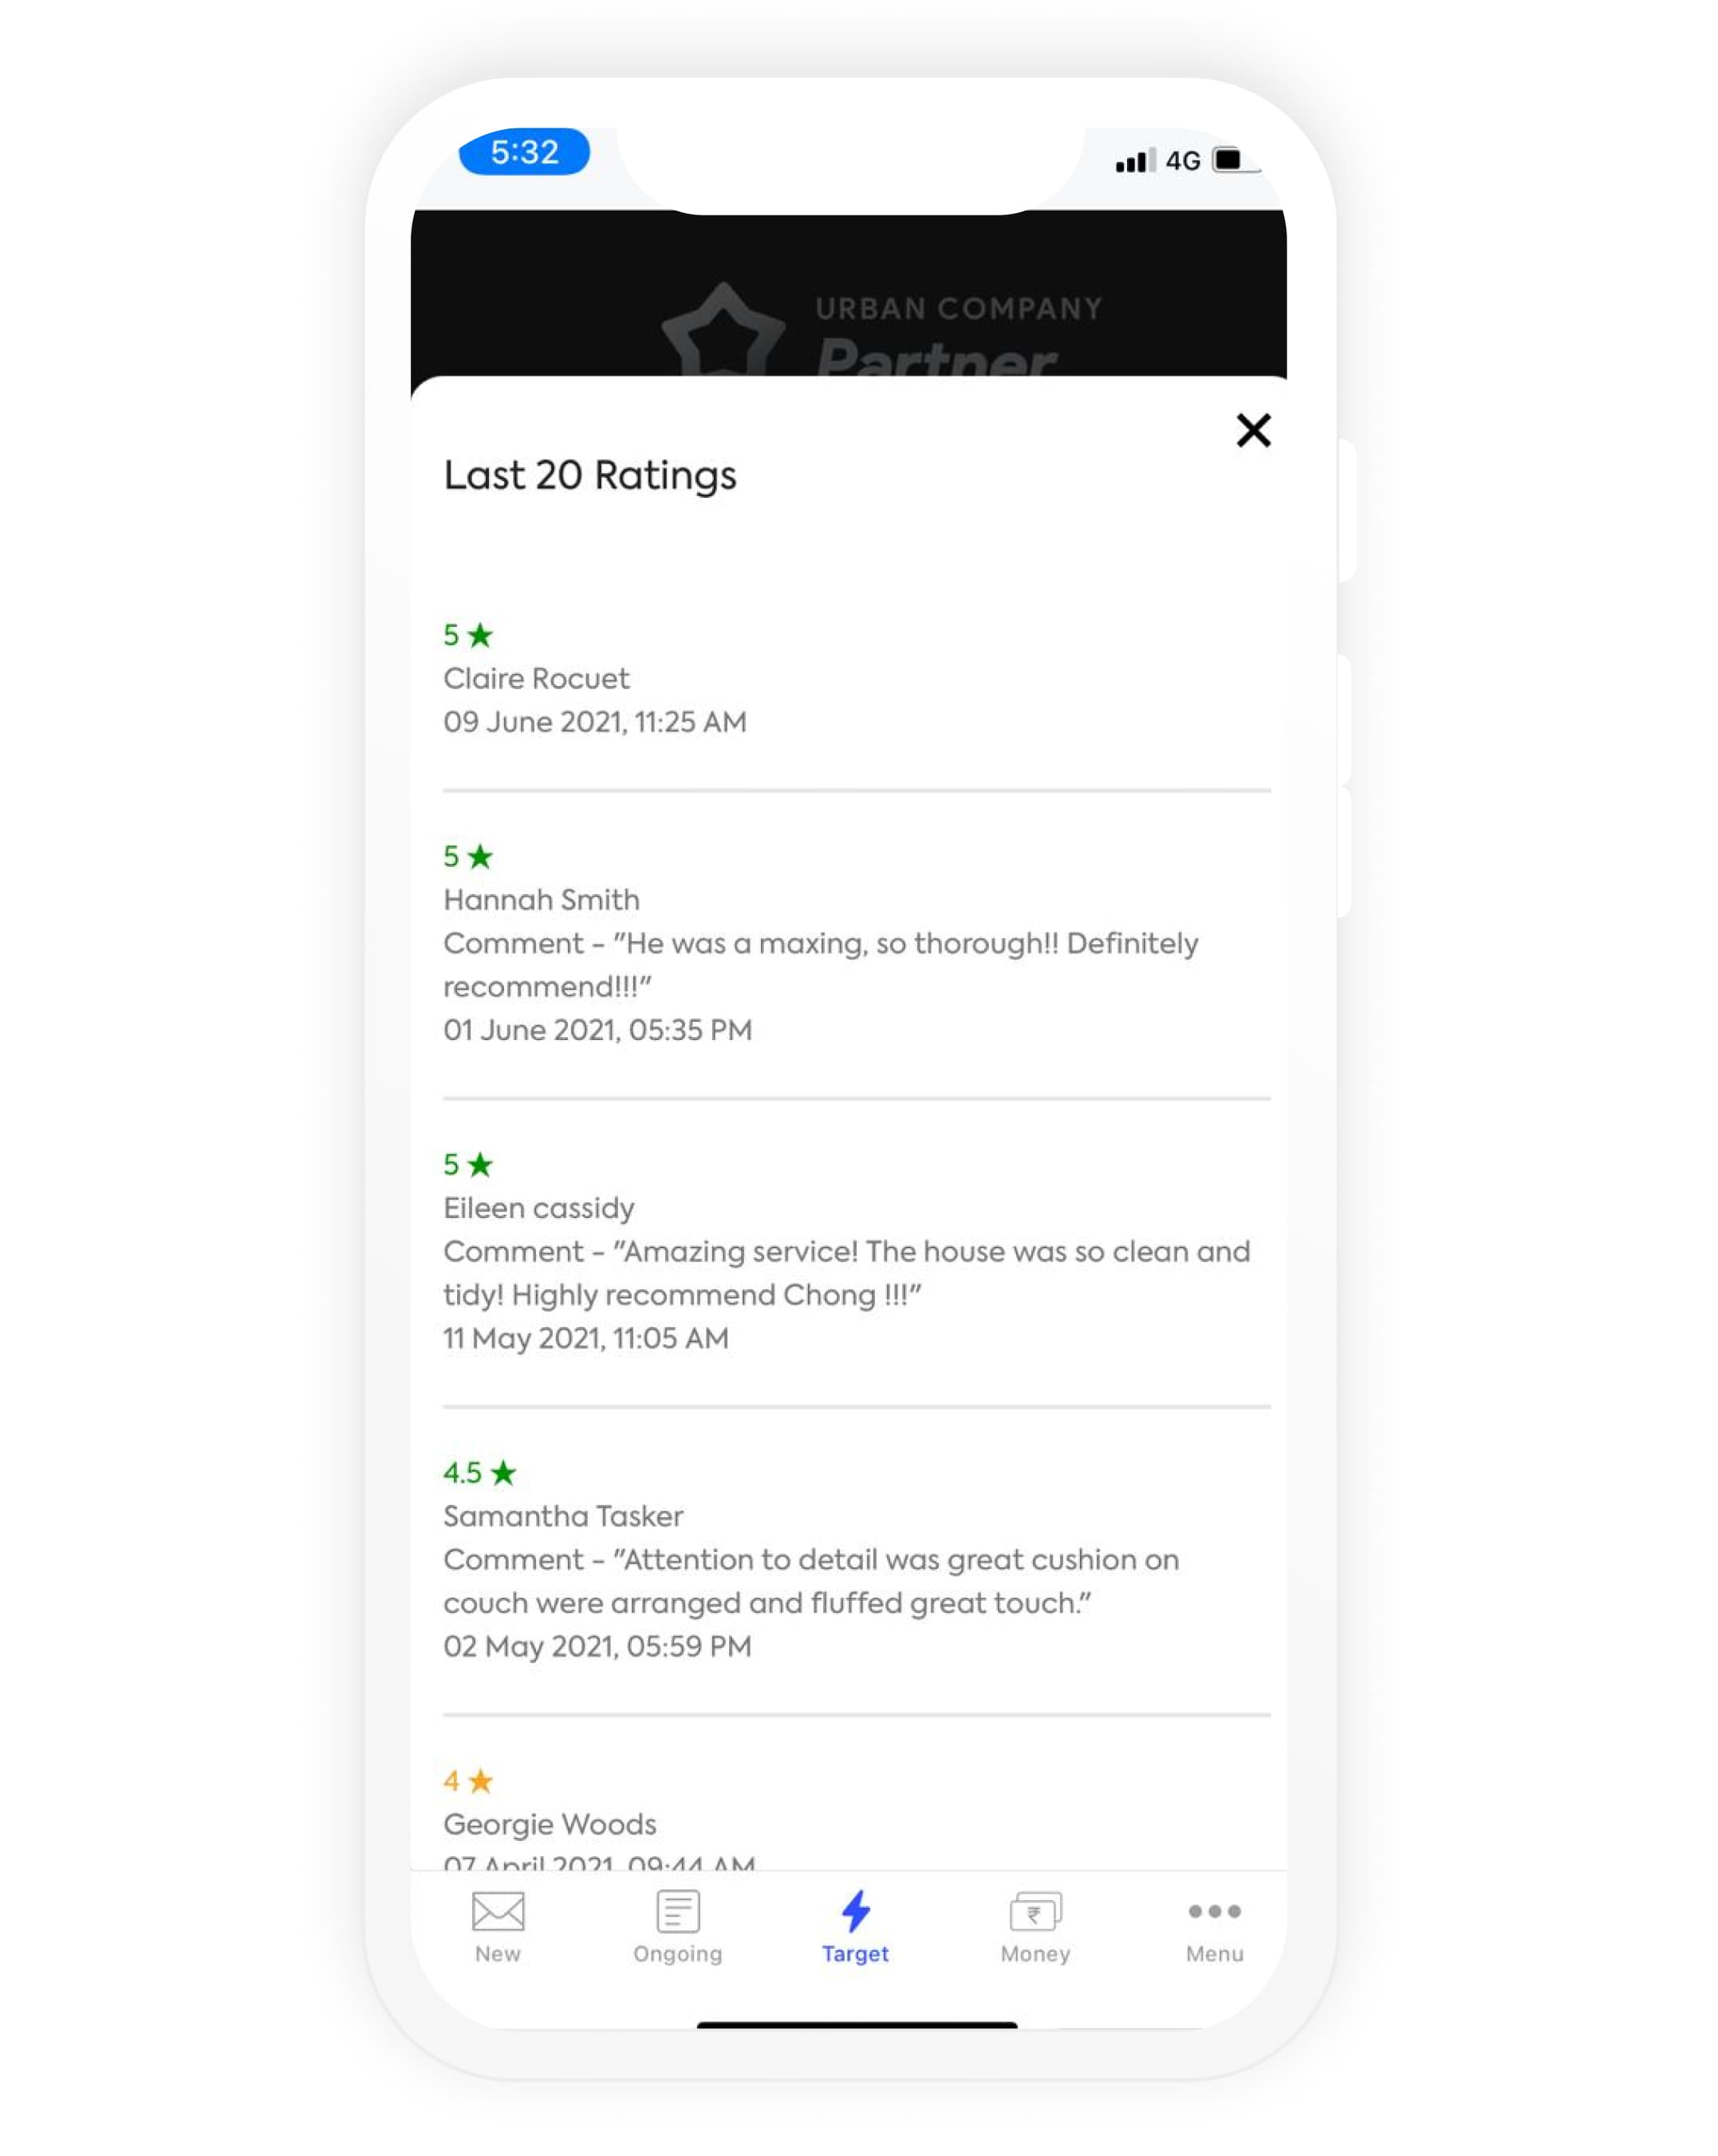 5:32
4G
URBAN COMPANY
Partner
Last 20 Ratings
5
Claire Rocuet
09 June 2021, 11:25 AM
5
Hannah Smith
Comment - "He was a maxing, so thorough!! Definitely
recommend!!!"
01 June 2021, 05:35 PM
5
Eileen cassidy
Comment - "Amazing service! The house was so clean and
tidy! Highly recommend Chong !!!"
11 May 2021, 11:05 AM
4.5
Samantha Tasker
Comment - "Attention to detail was great cushion on
couch were arranged and fluffed great touch."
02 May 2021, 05:59 PM
4
Georgie Woods
07 April 2021, 09:44 AM
₹
New Ongoing Target Money Menu